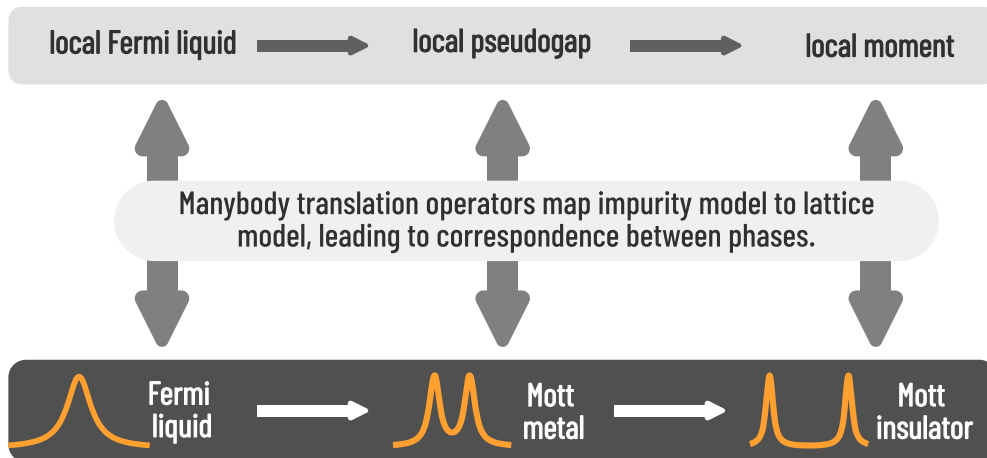 local Fermi liquid
local pseudogap
local moment
Manybody translation operators map impurity model to lattice
model, leading to correspondence between phases.
Fermi
liquid
Mott
metal
Mott
insulator